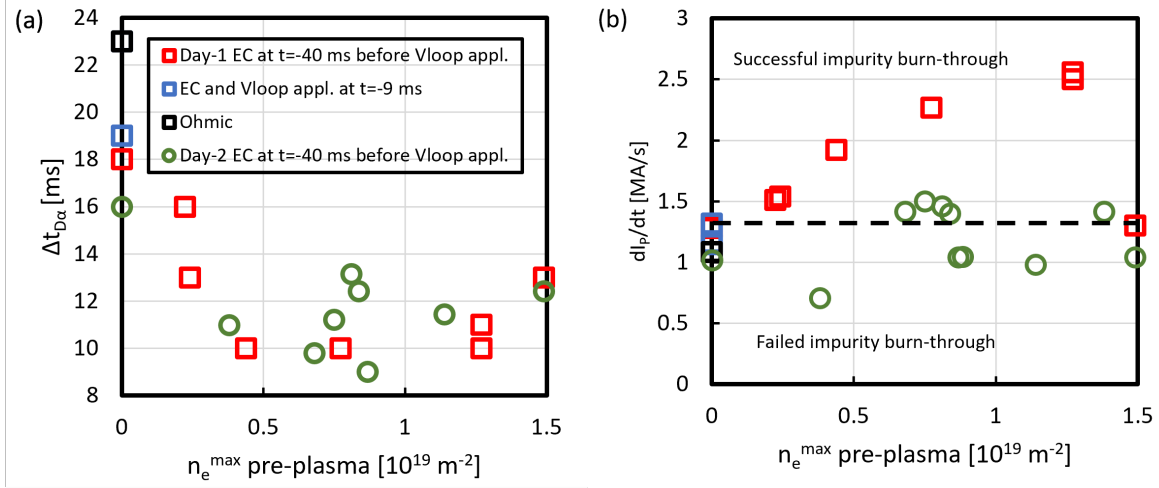 (a)
24
22
20
18
16
14
12
10
8
Δt_Dα [ms]
Day-1 EC at t=-40 ms before Vloop appl.
EC and Vloop appl. at t=-9 ms
Ohmic
Day-2 EC at t=-40 ms before Vloop appl.
0
0.5
1
1.5
n_e^max pre-plasma [10^19 m^-2]
(b)
3
2.5
2
1.5
1
0.5
0
dI_P/dt [MA/s]
Successful impurity burn-through
Failed impurity burn-through
0
0.5
1
1.5
n_e^max pre-plasma [10^19 m^-2]